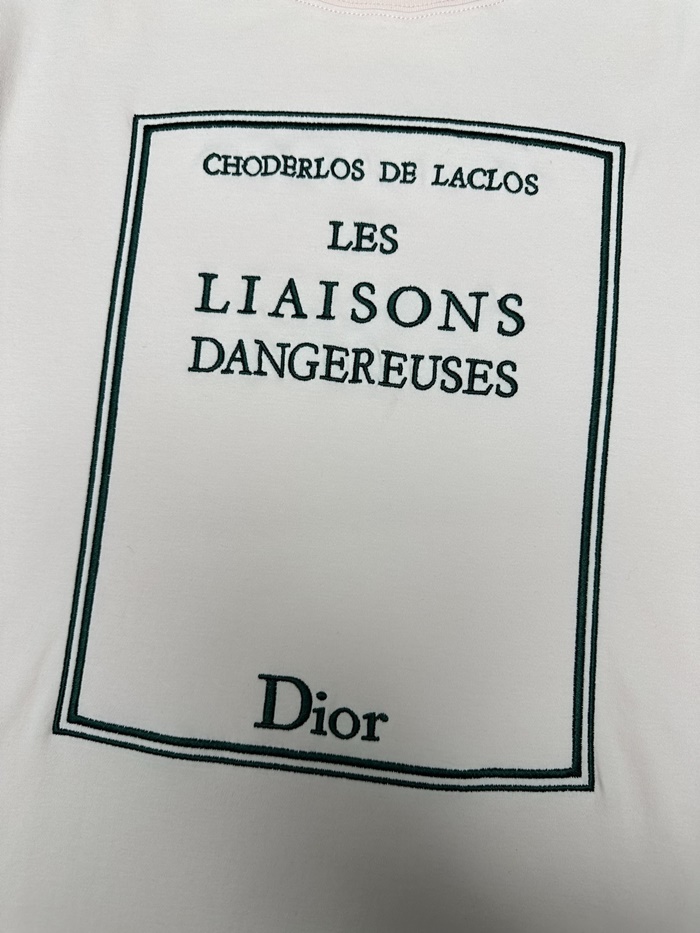 CHODERLOS DE LACLOS
LES
LIAISONS
DANGEREUSES
Dior